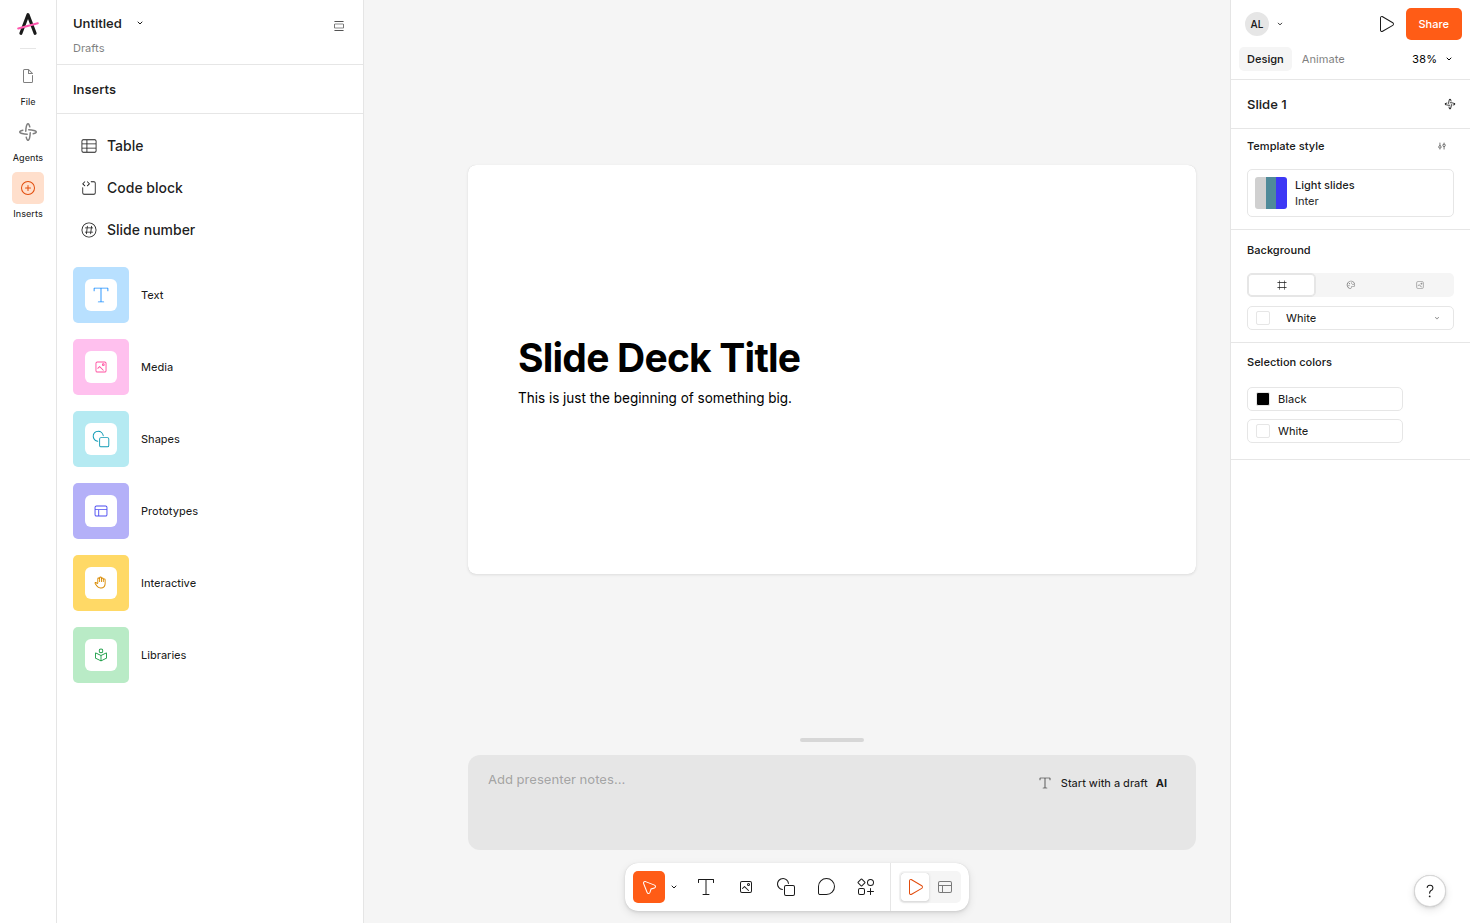 Untitled
Drafts
File
Agents
Inserts
Inserts
Table
Code block
Slide number
Text
Media
Shapes
Prototypes
Interactive
Libraries
Slide Deck Title
This is just the beginning of something big.
Add presenter notes...
Start with a draft AI
AL
Share
Design Animate 38%
Slide 1
Template style
Light slides
Inter
Background
White
Selection colors
Black
White
?